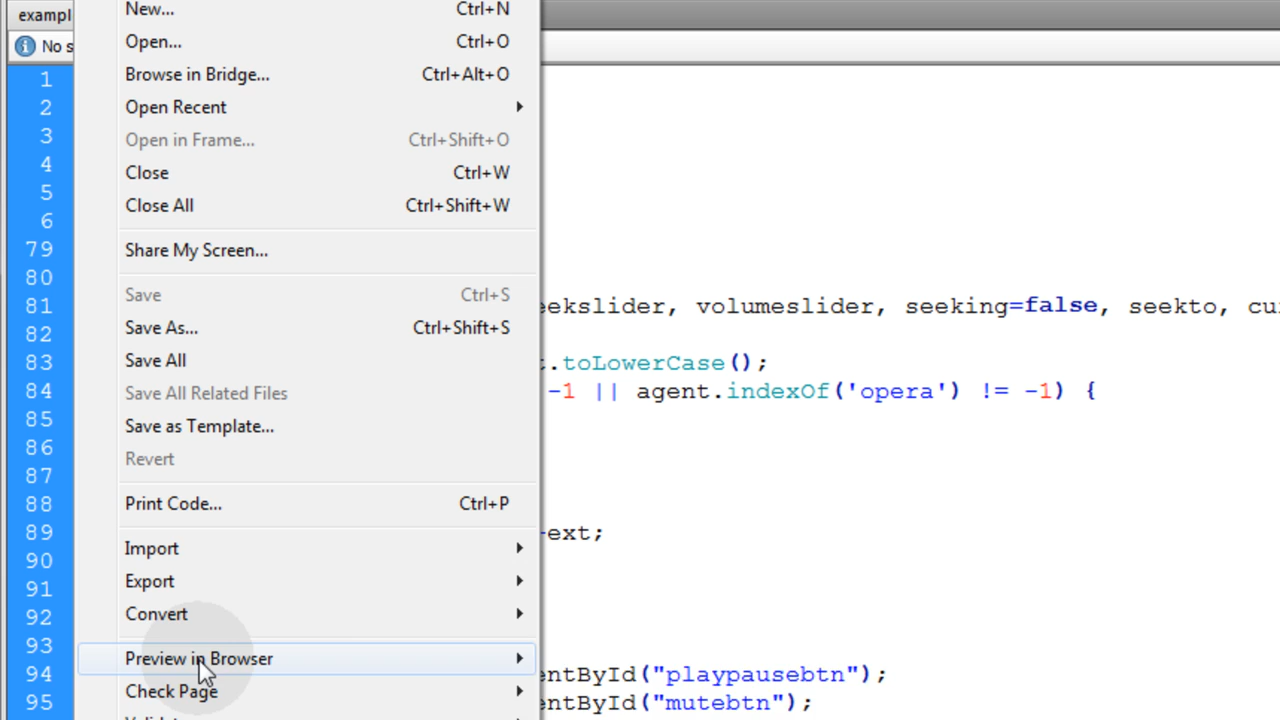 exampl
No s
New... Ctrl+N
Open... Ctrl+O
Browse in Bridge... Ctrl+Alt+O
Open Recent
Open in Frame... Ctrl+Shift+O
Close Ctrl+W
Close All Ctrl+Shift+W
Share My Screen...
Save Ctrl+S
Save As... Ctrl+Shift+S
Save All
Save All Related Files
Save as Template...
Revert
Print Code... Ctrl+P
Import
Export
Convert
Preview in Browser
Check Page
1
2
3
4
5
6
79
80
81 ekslider, volumeslider, seeking=false, seekto, cu
82
83 .toLowerCase();
84 -1 || agent.indexOf('opera') != -1) {
85
86
87
88
89 ext;
90
91
92
93
94 entById("playpausebtn");
95 entById("mutebtn");